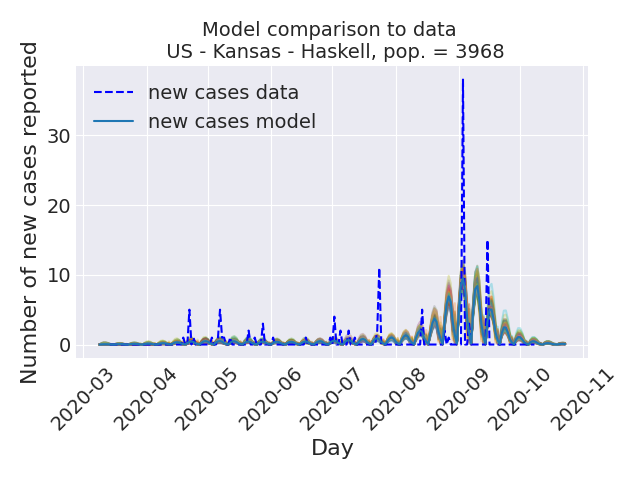 Model comparison to data
US - Kansas - Haskell, pop. = 3968
new cases data
new cases model
Number of new cases reported
30
20
10
0
2020-03
2020-04
2020-05
2020-06
2020-07
2020-08
2020-09
2020-10
2020-11
Day